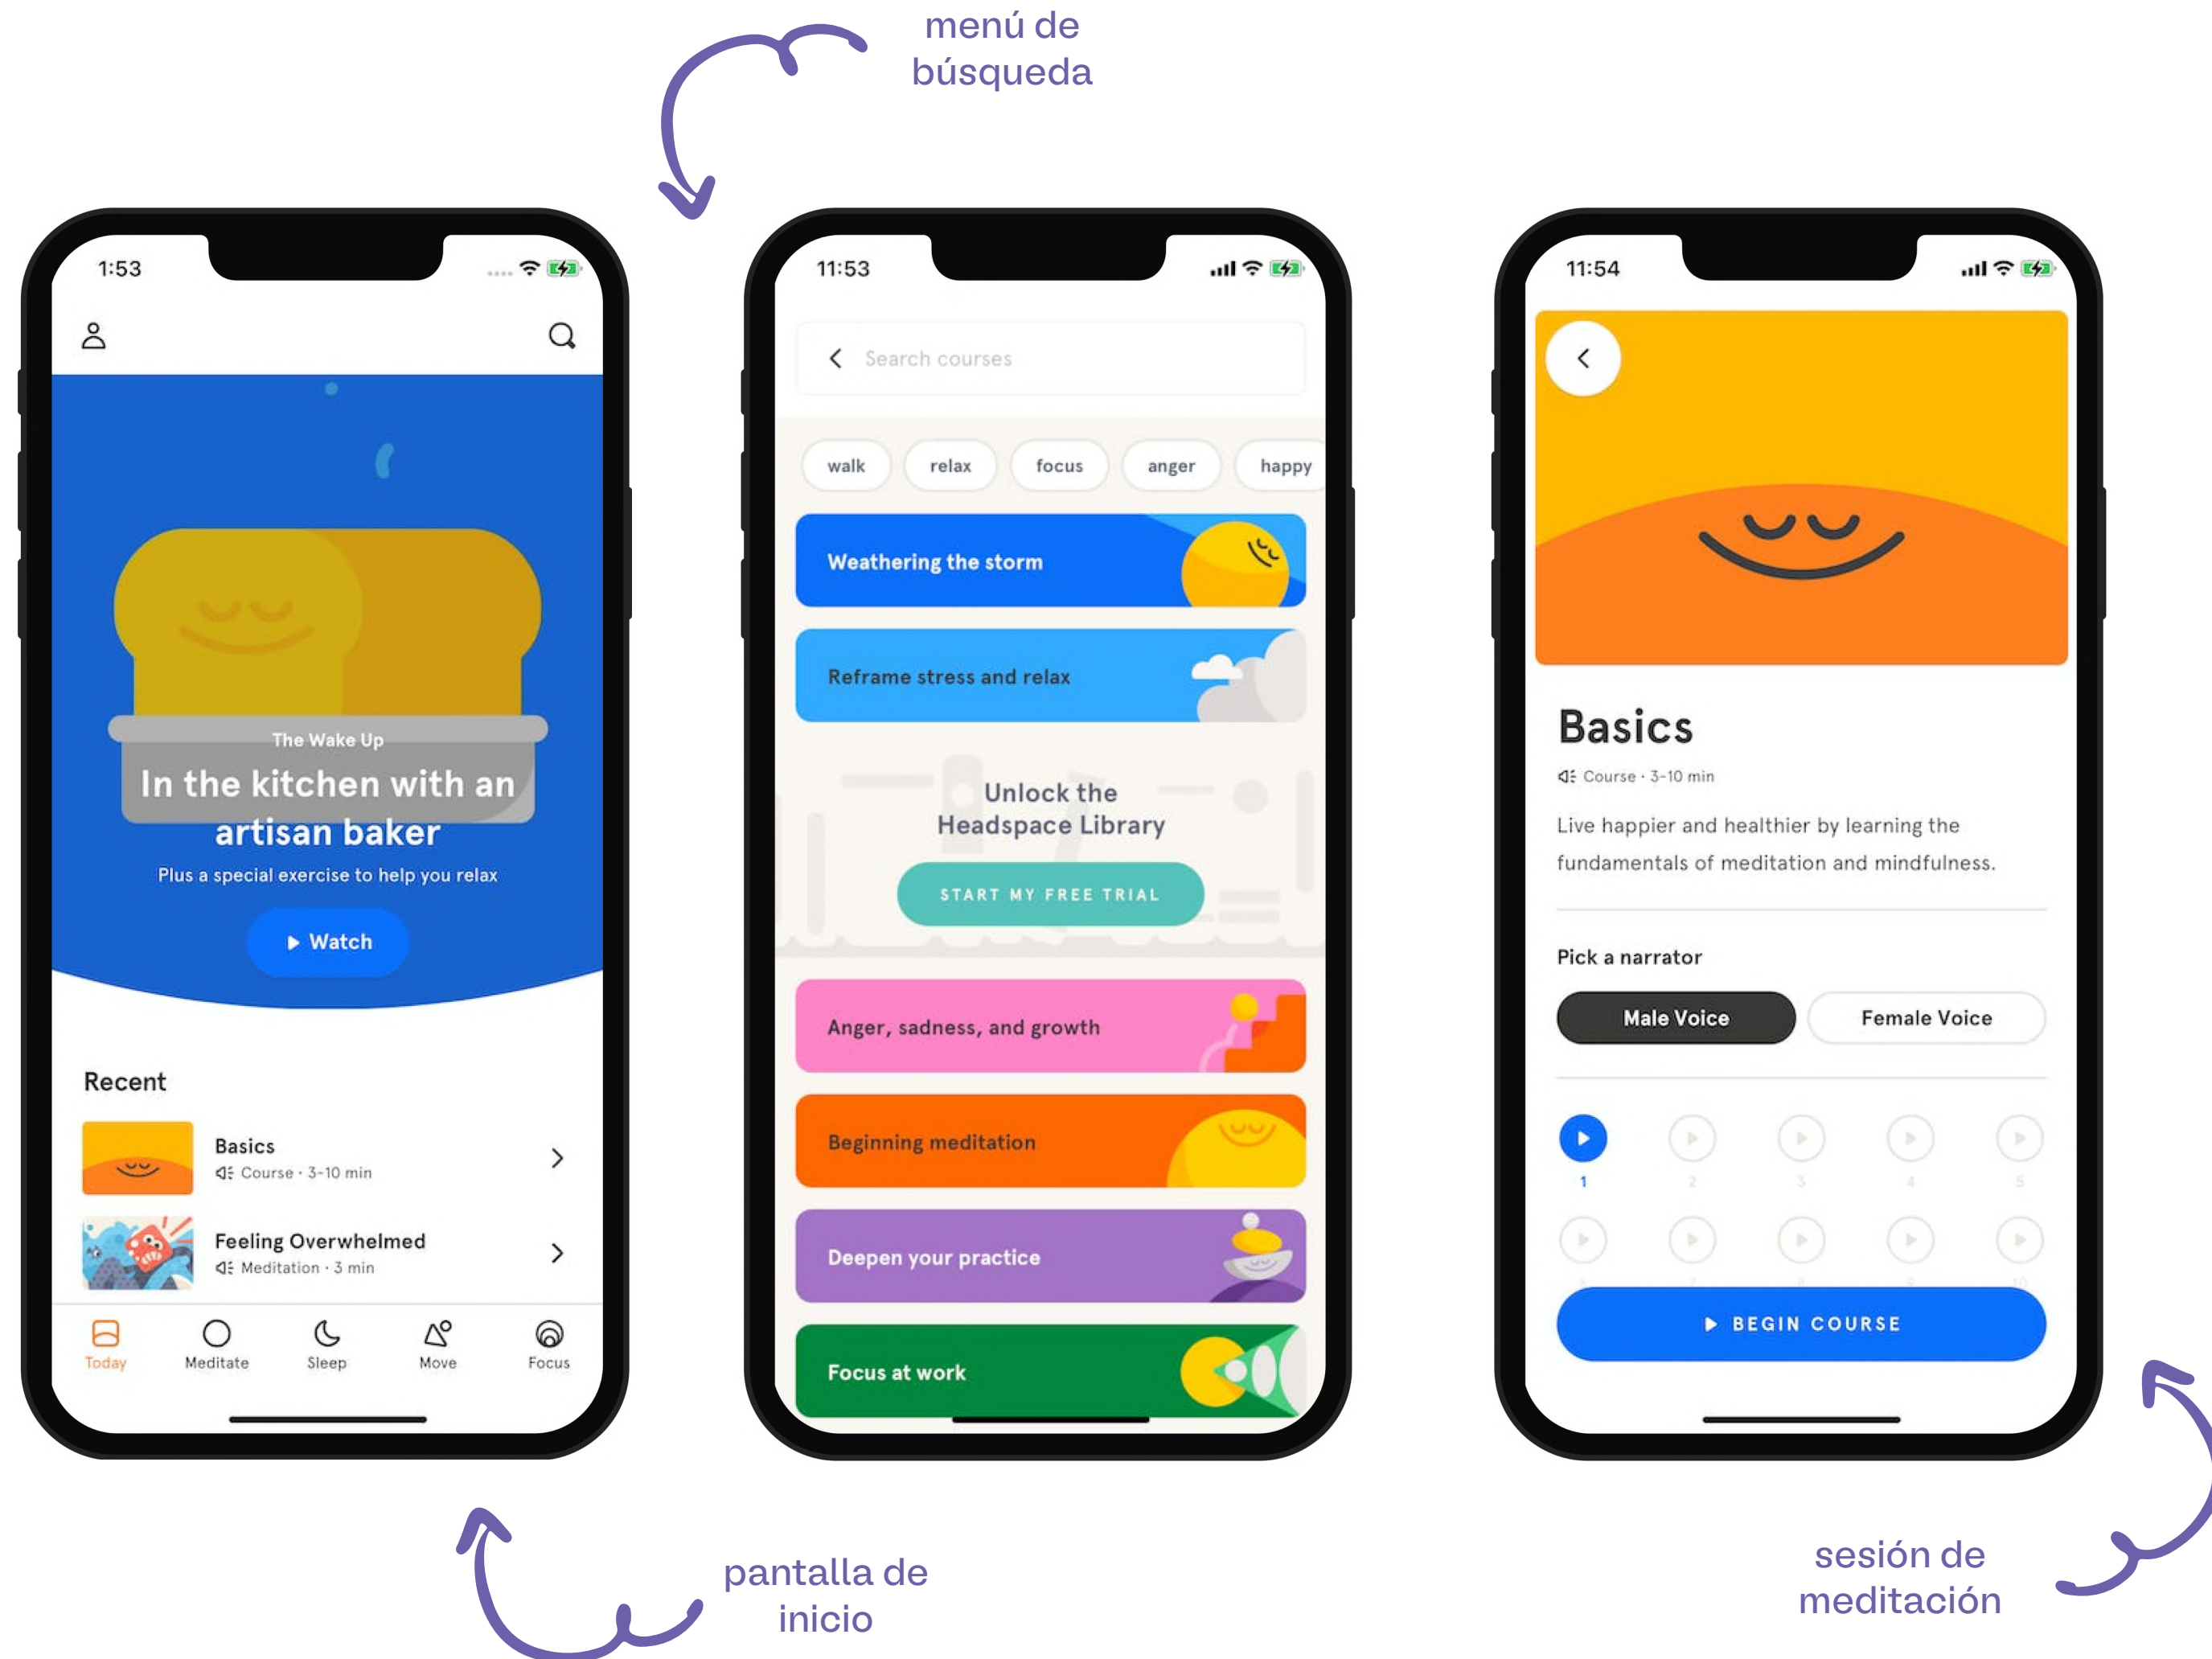 menú de
búsqueda
1:53
The Wake Up
In the kitchen with an
artisan baker
Plus a special exercise to help you relax
Watch
Recent
Basics
Course · 3-10 min
Feeling Overwhelmed
Meditation · 3 min
Today
Meditate
Sleep
Move
Focus
pantalla de
inicio
11:53
Search courses
walk
relax
focus
anger
happy
Weathering the storm
Reframe stress and relax
Unlock the
Headspace Library
START MY FREE TRIAL
Anger, sadness, and growth
Beginning meditation
Deepen your practice
Focus at work
11:54
Basics
Course · 3-10 min
Live happier and healthier by learning the
fundamentals of meditation and mindfulness.
Pick a narrator
Male Voice
Female Voice
1
2
3
4
5
10
BEGIN COURSE
sesión de
meditación